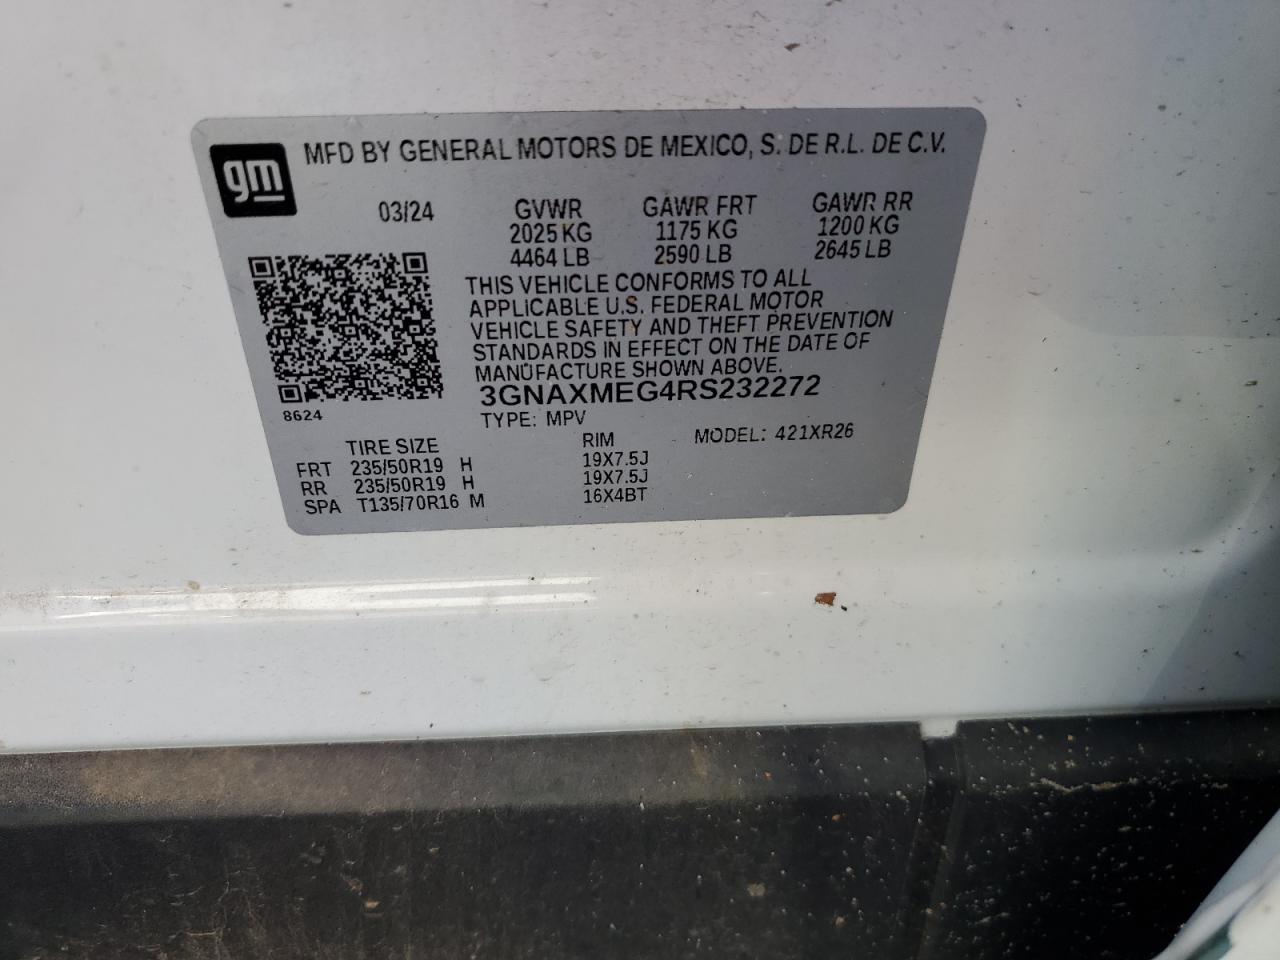 gm
MFD BY GENERAL MOTORS DE MEXICO, S. DE R.L. DE C.V.
03/24 GVWR GAWR FRT GAWR RR
2025 KG 1175 KG 1200 KG
4464 LB 2590 LB 2645 LB
THIS VEHICLE CONFORMS TO ALL
APPLICABLE U.S. FEDERAL MOTOR
VEHICLE SAFETY AND THEFT PREVENTION
STANDARDS IN EFFECT ON THE DATE OF
MANUFACTURE SHOWN ABOVE.
3GNAXMEG4RS232272
8624
TYPE: MPV
TIRE SIZE RIM MODEL: 421XR26
FRT 235/50R19 H 19X7.5J
RR 235/50R19 H 19X7.5J
SPA T135/70R16 M 16X4BT